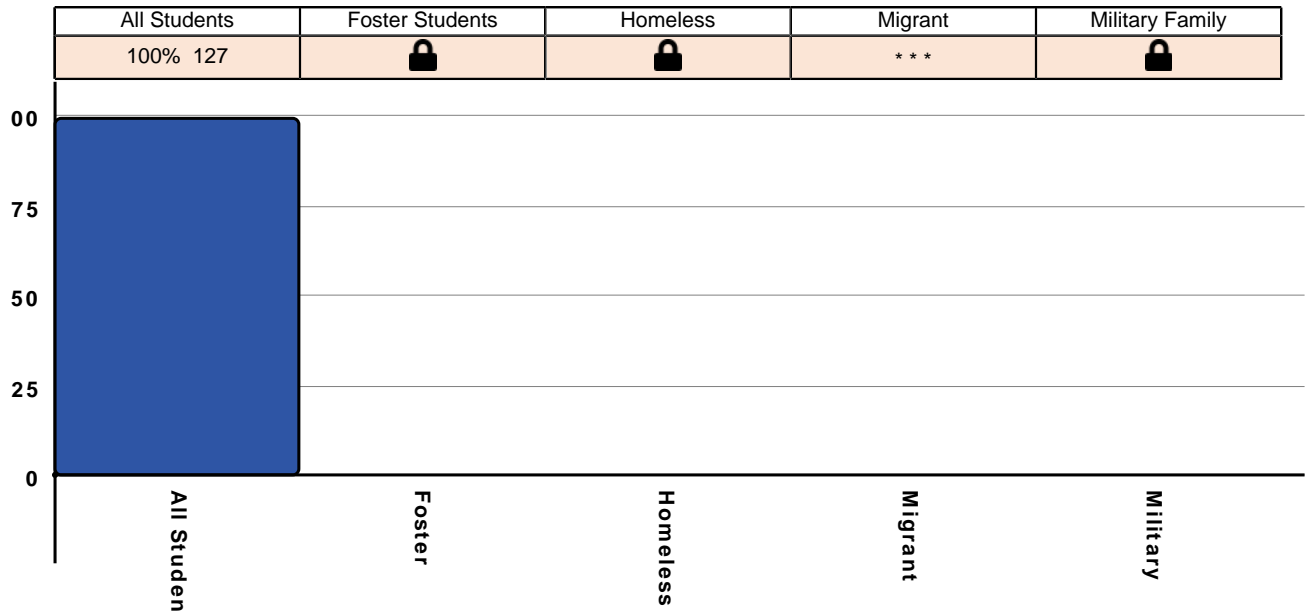 All Students Foster Students Homeless Migrant Military Family
100% 127 * * *
00
75
50
25
0
All Studen
Foster
Homeless
Migrant
Military